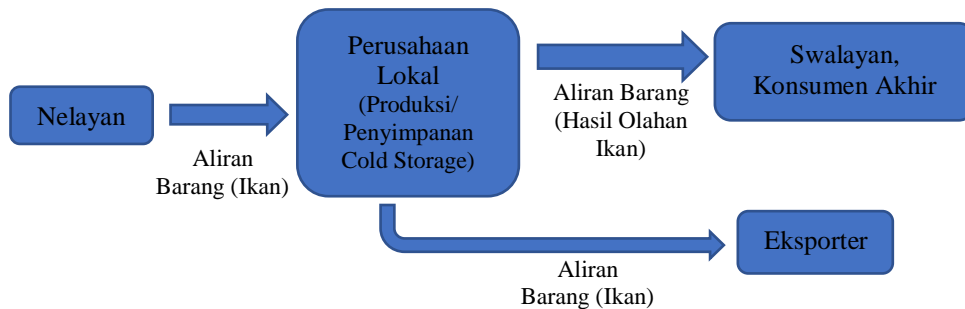 Nelayan
Aliran
Barang (Ikan)
Perusahaan
Lokal
(Produksi/
Penyimpanan
Cold Storage)
Aliran Barang
(Hasil Olahan
Ikan)
Swalayan,
Konsumen Akhir
Aliran
Barang (Ikan)
Eksporter